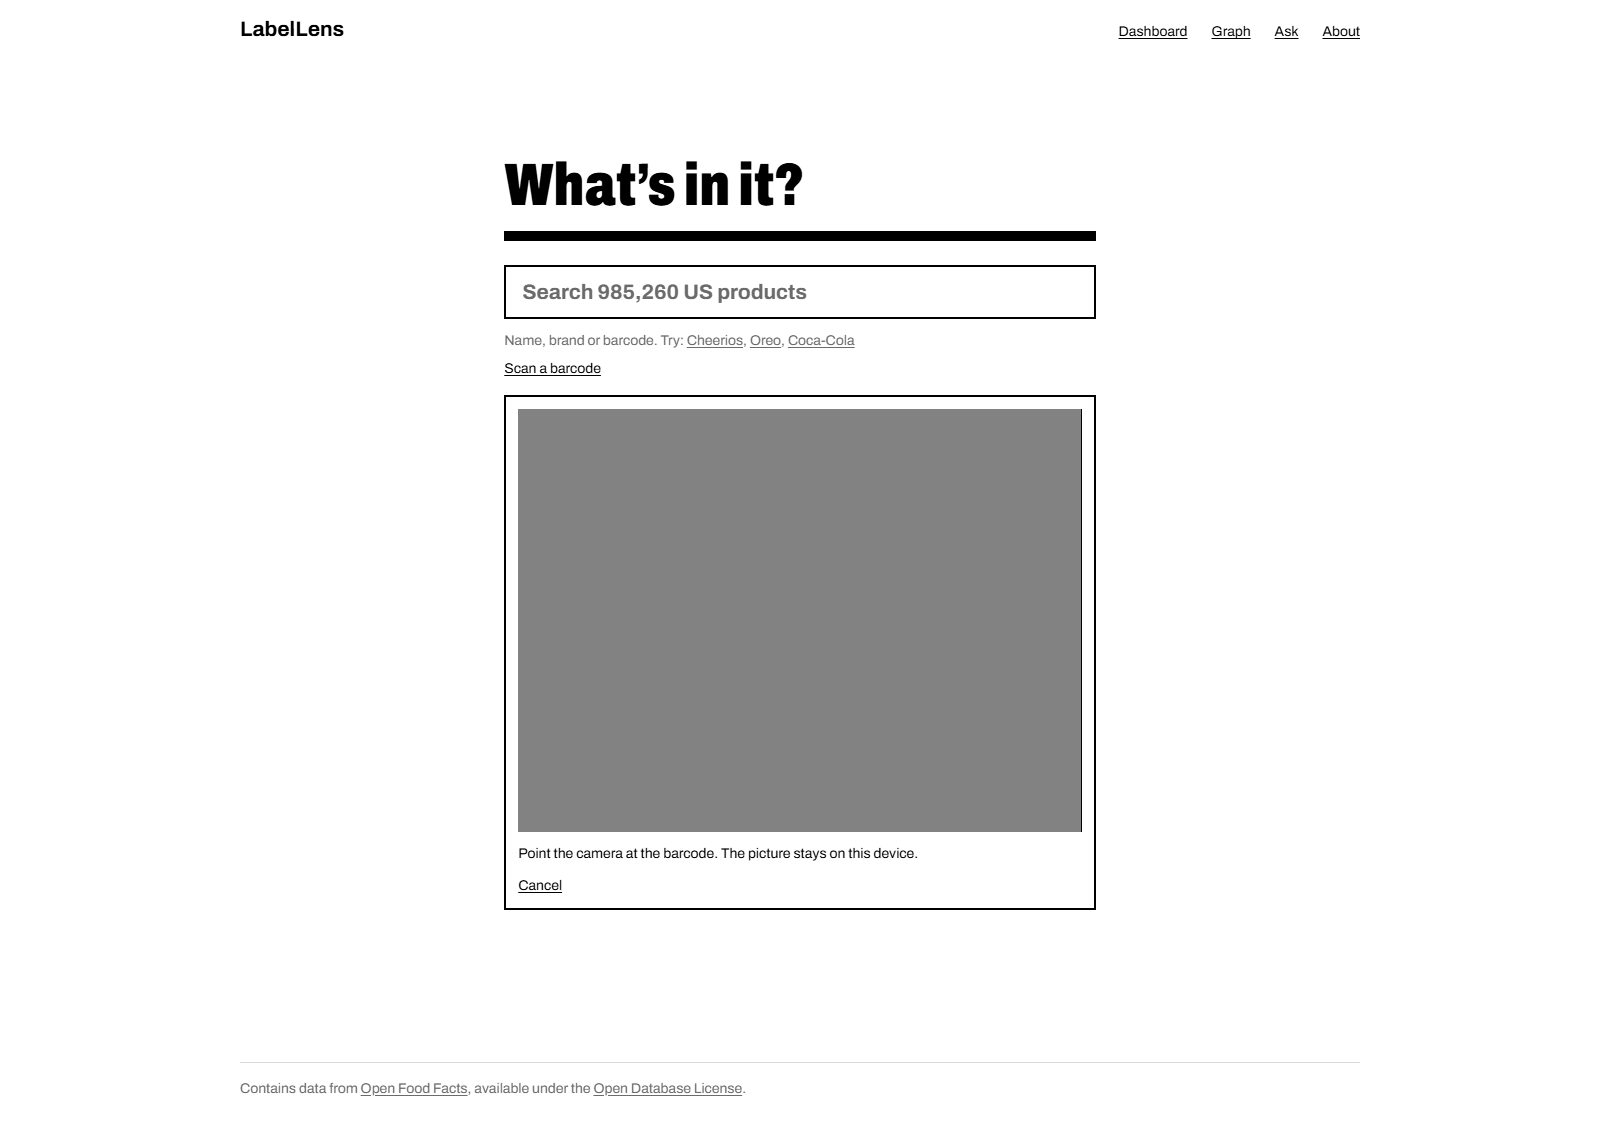 LabelLens
Dashboard Graph Ask About
What’s in it?
Search 985,260 US products
Name, brand or barcode. Try: Cheerios, Oreo, Coca-Cola
Scan a barcode
Point the camera at the barcode. The picture stays on this device.
Cancel
Contains data from Open Food Facts, available under the Open Database License.